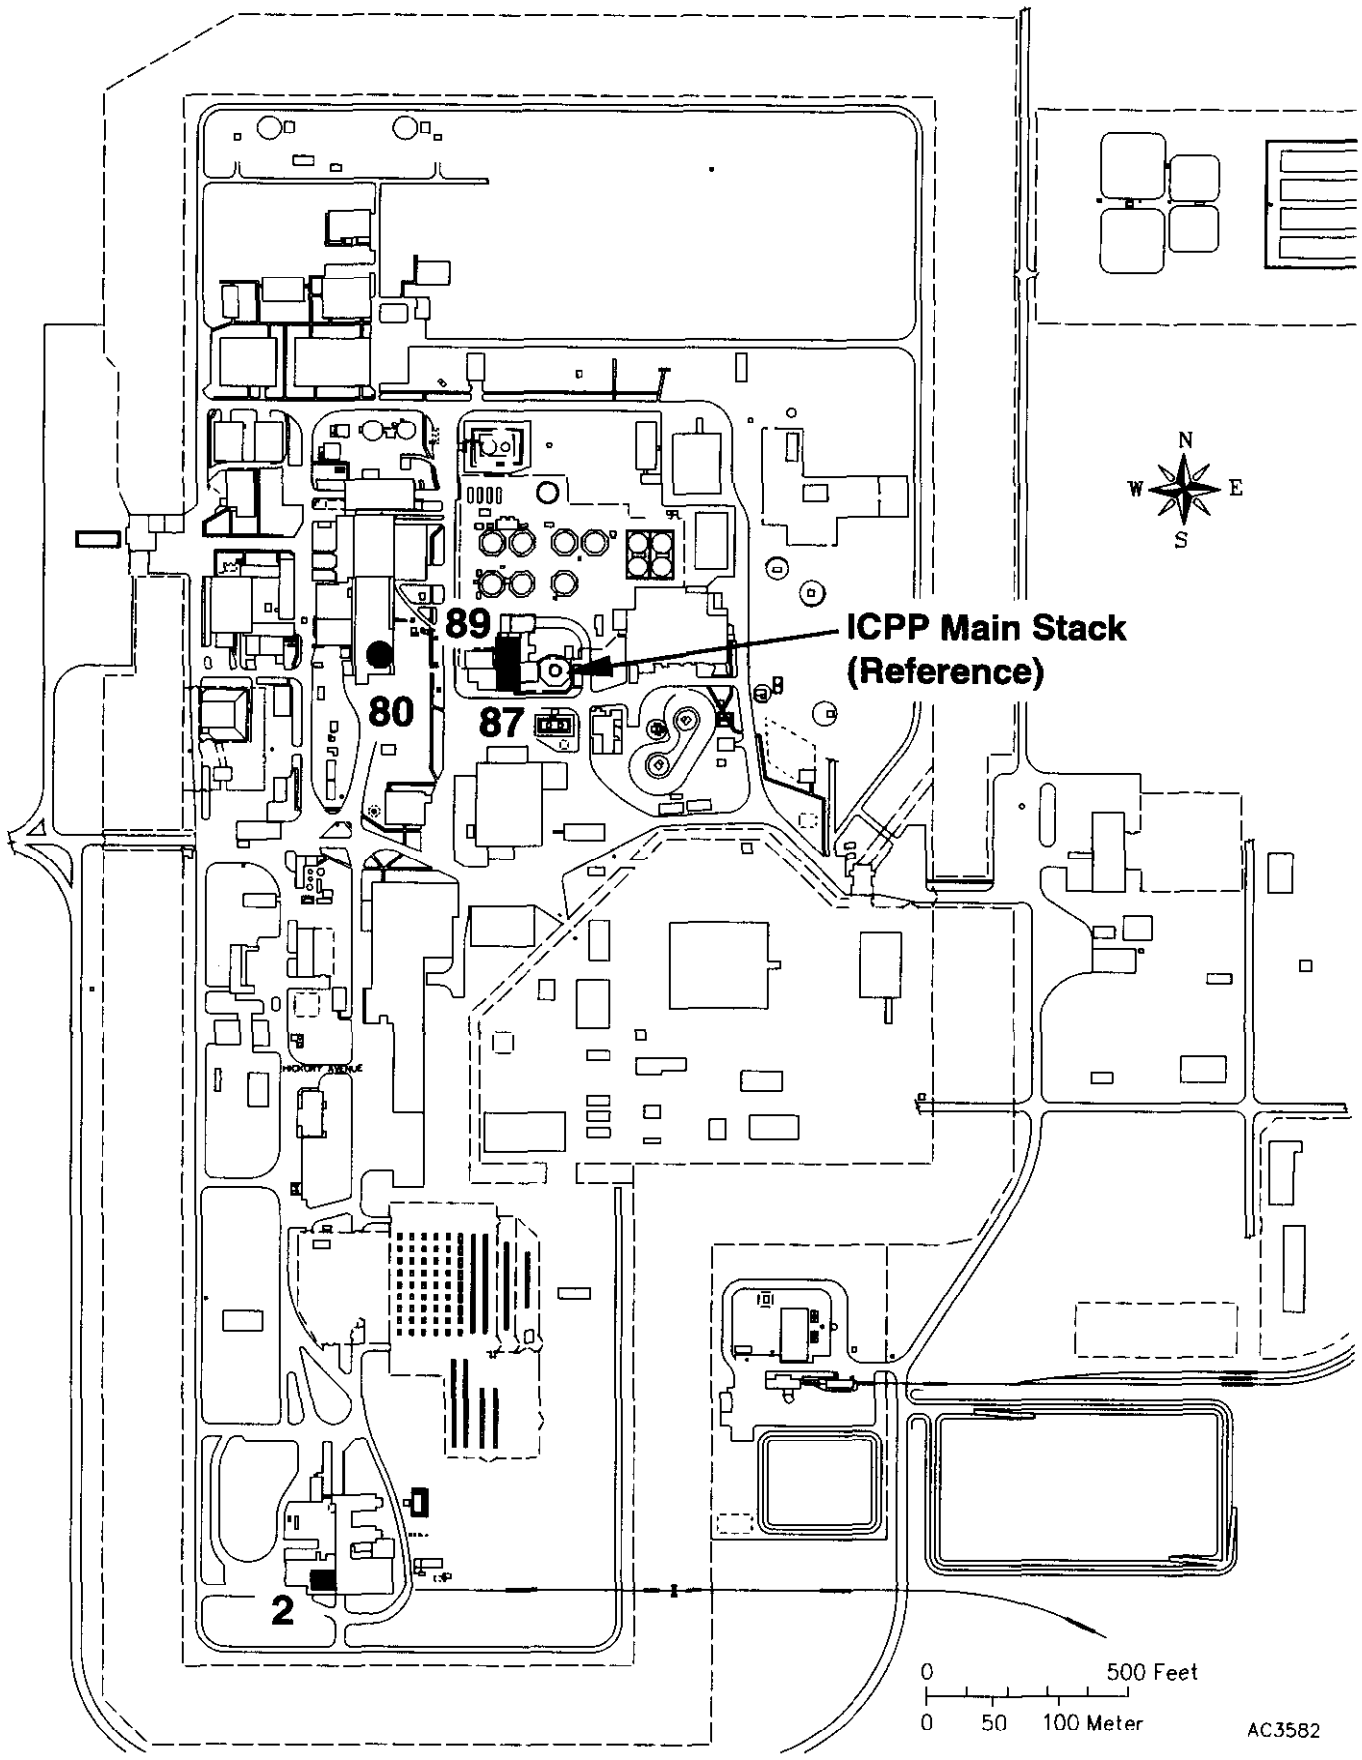 N
W E
S
89
ICPP Main Stack
(Reference)
80
87
HICKORY AVENUE
2
0 500 Feet
0 50 100 Meter
AC3582